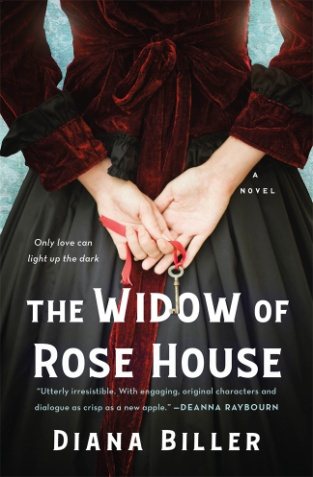 A
NOVEL
Only love can
light up the dark
THE WIDOW OF
ROSE HOUSE
"Utterly irresistible. With engaging, original characters and
dialogue as crisp as a new apple." —DEANNA RAYBOURN
DIANA BILLER